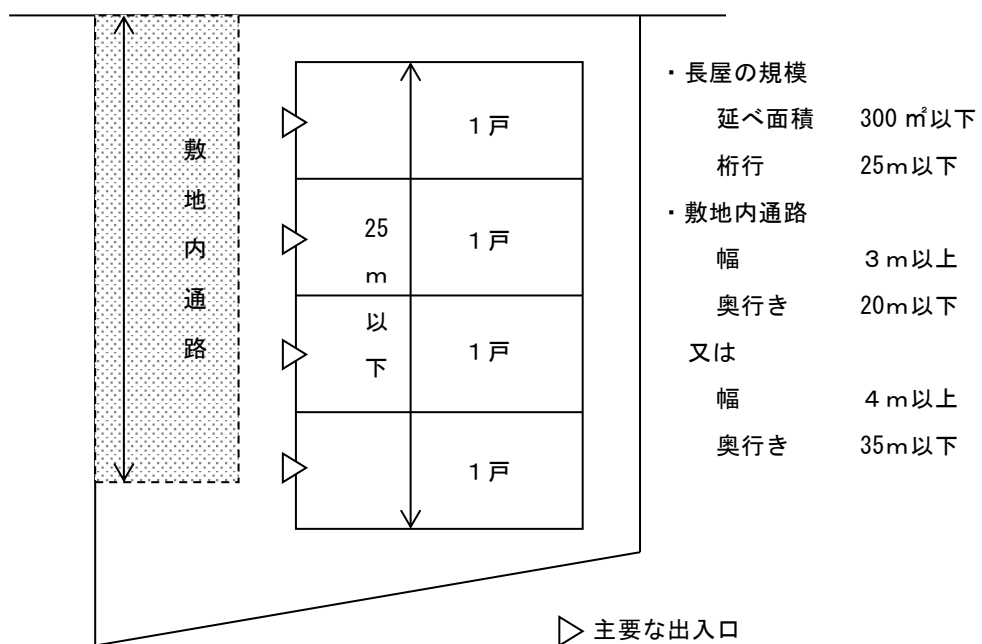 敷地内通路
25m以下
1戸
1戸
1戸
1戸
・長屋の規模
延べ面積 300㎡以下
桁行 25m以下
・敷地内通路
幅 3m以上
奥行き 20m以下
又は
幅 4m以上
奥行き 35m以下
主要な出入口